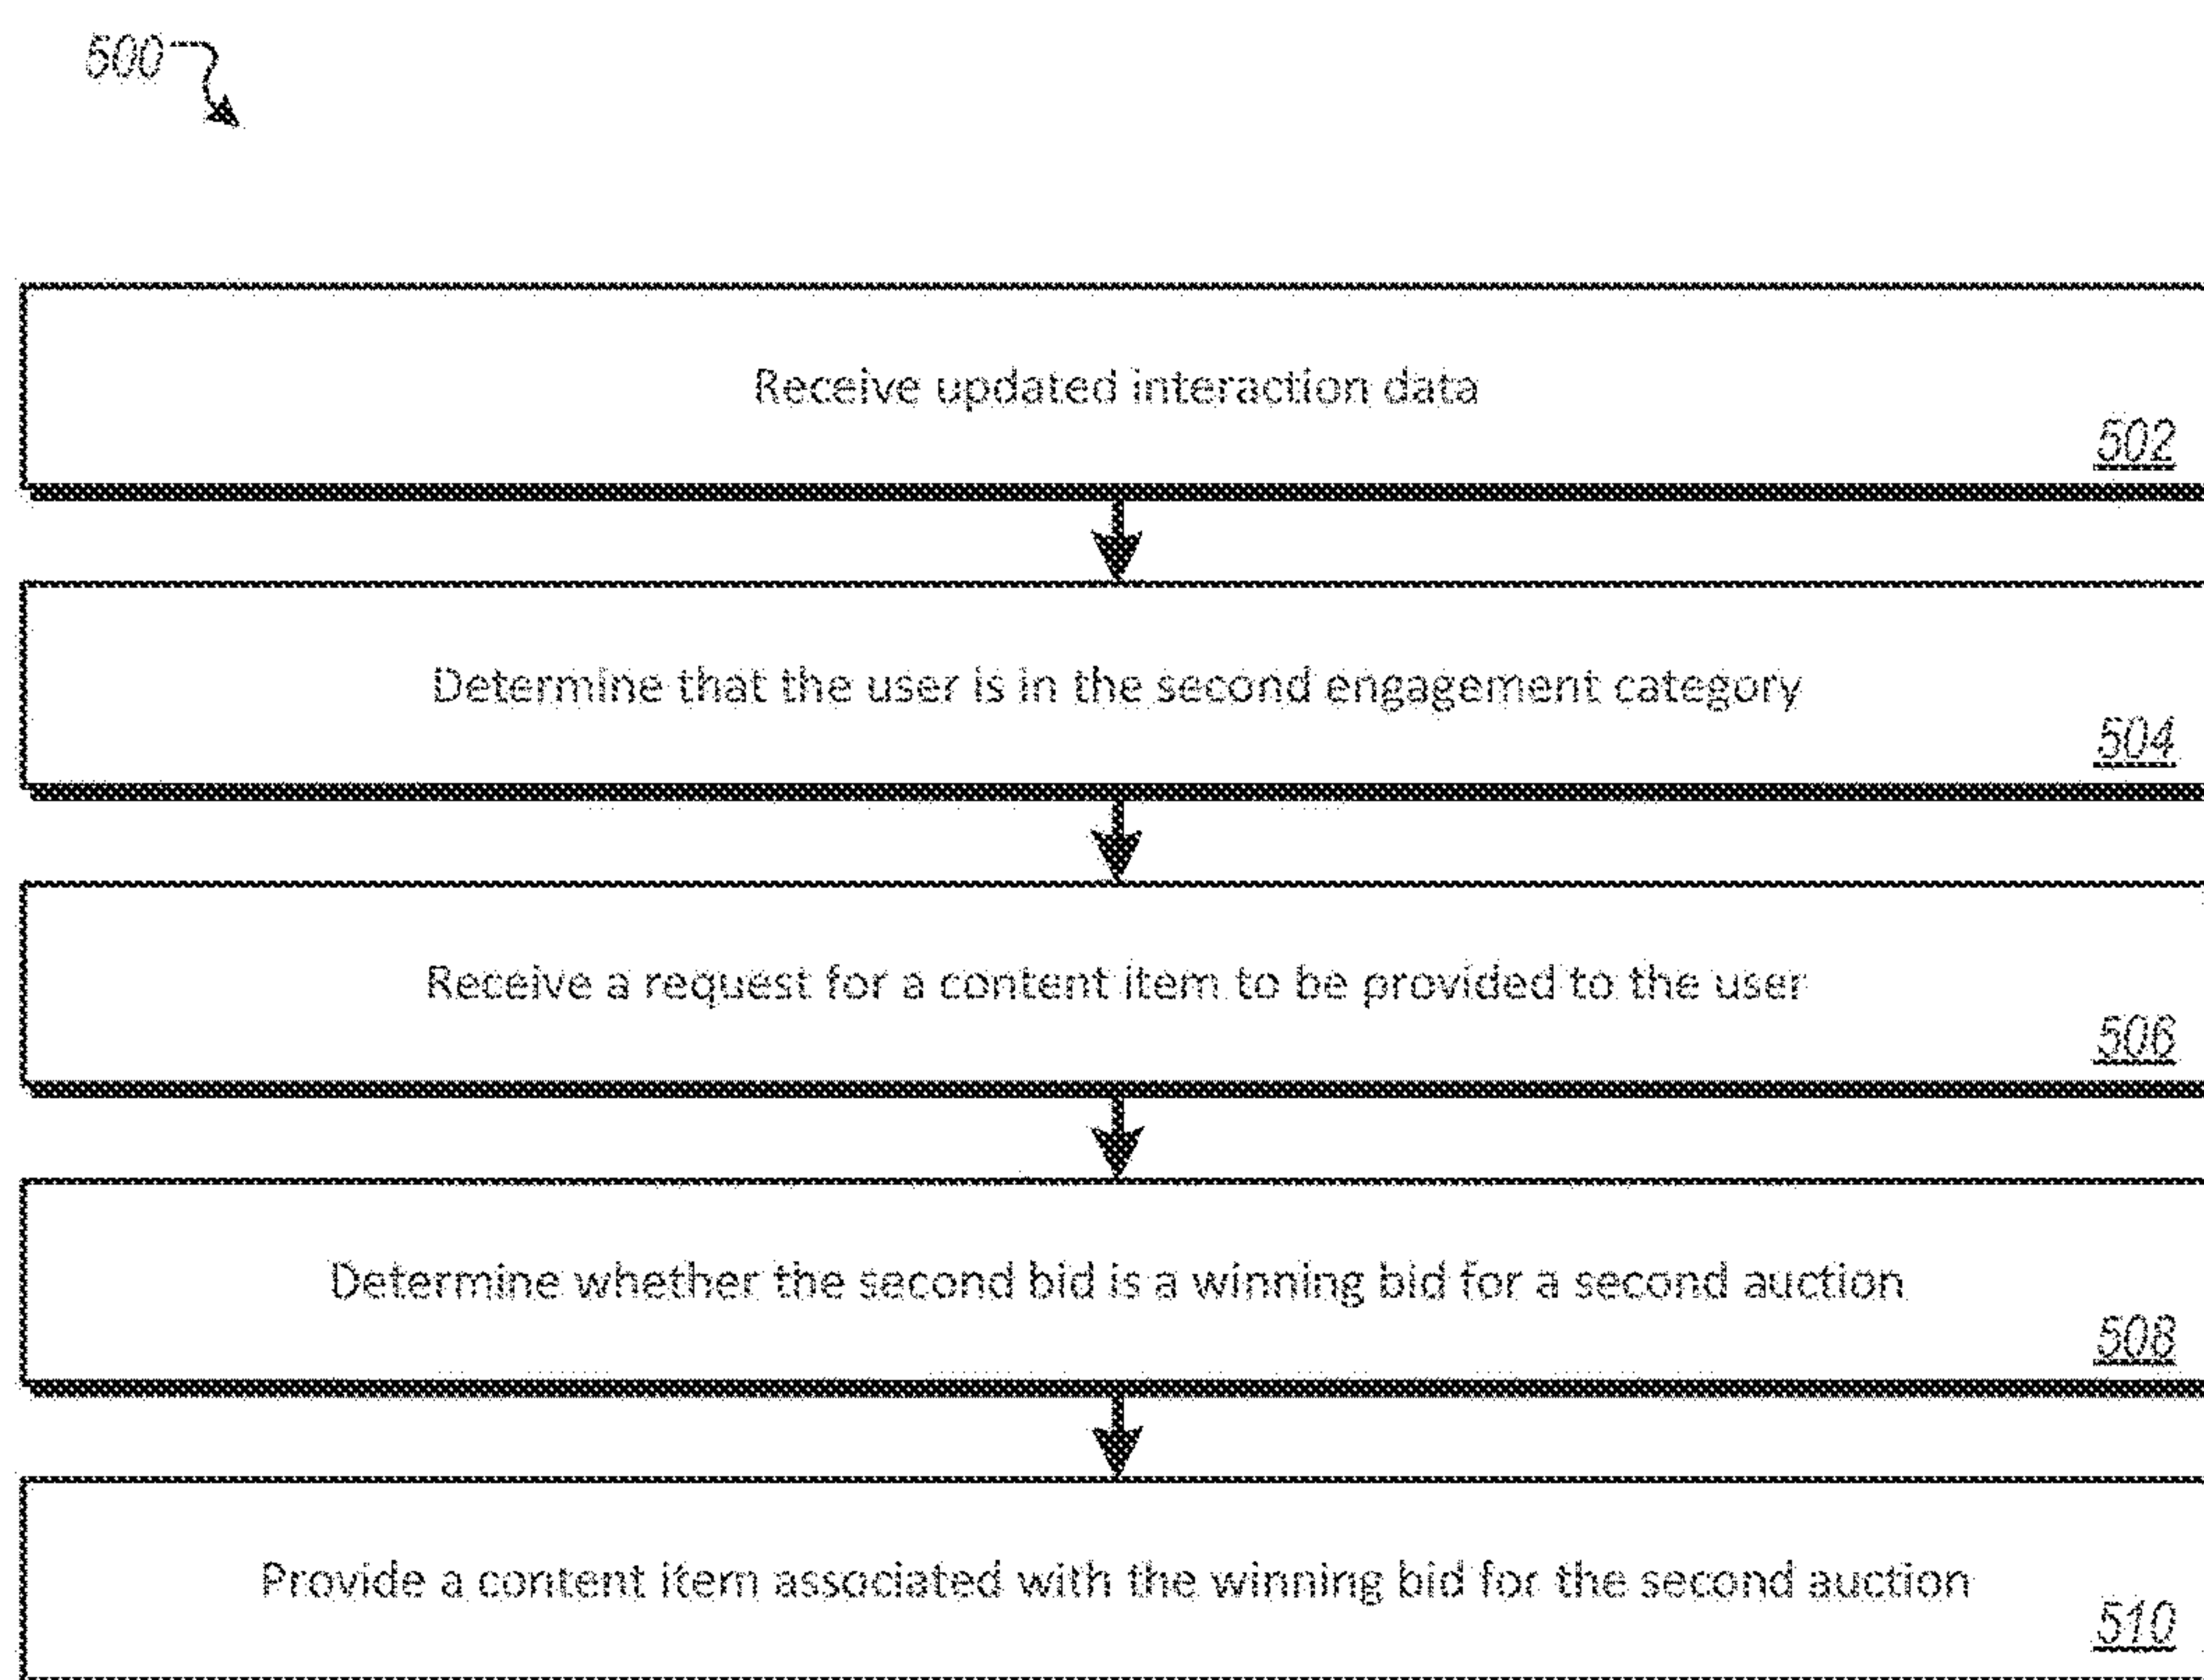 500
Receive updated interaction data
502
Determine that the user is in the second engagement category
504
Receive a request for a content item to be provided to the user
506
Determine whether the second bid is a winning bid for a second auction
508
Provide a content item associated with the winning bid for the second auction
510